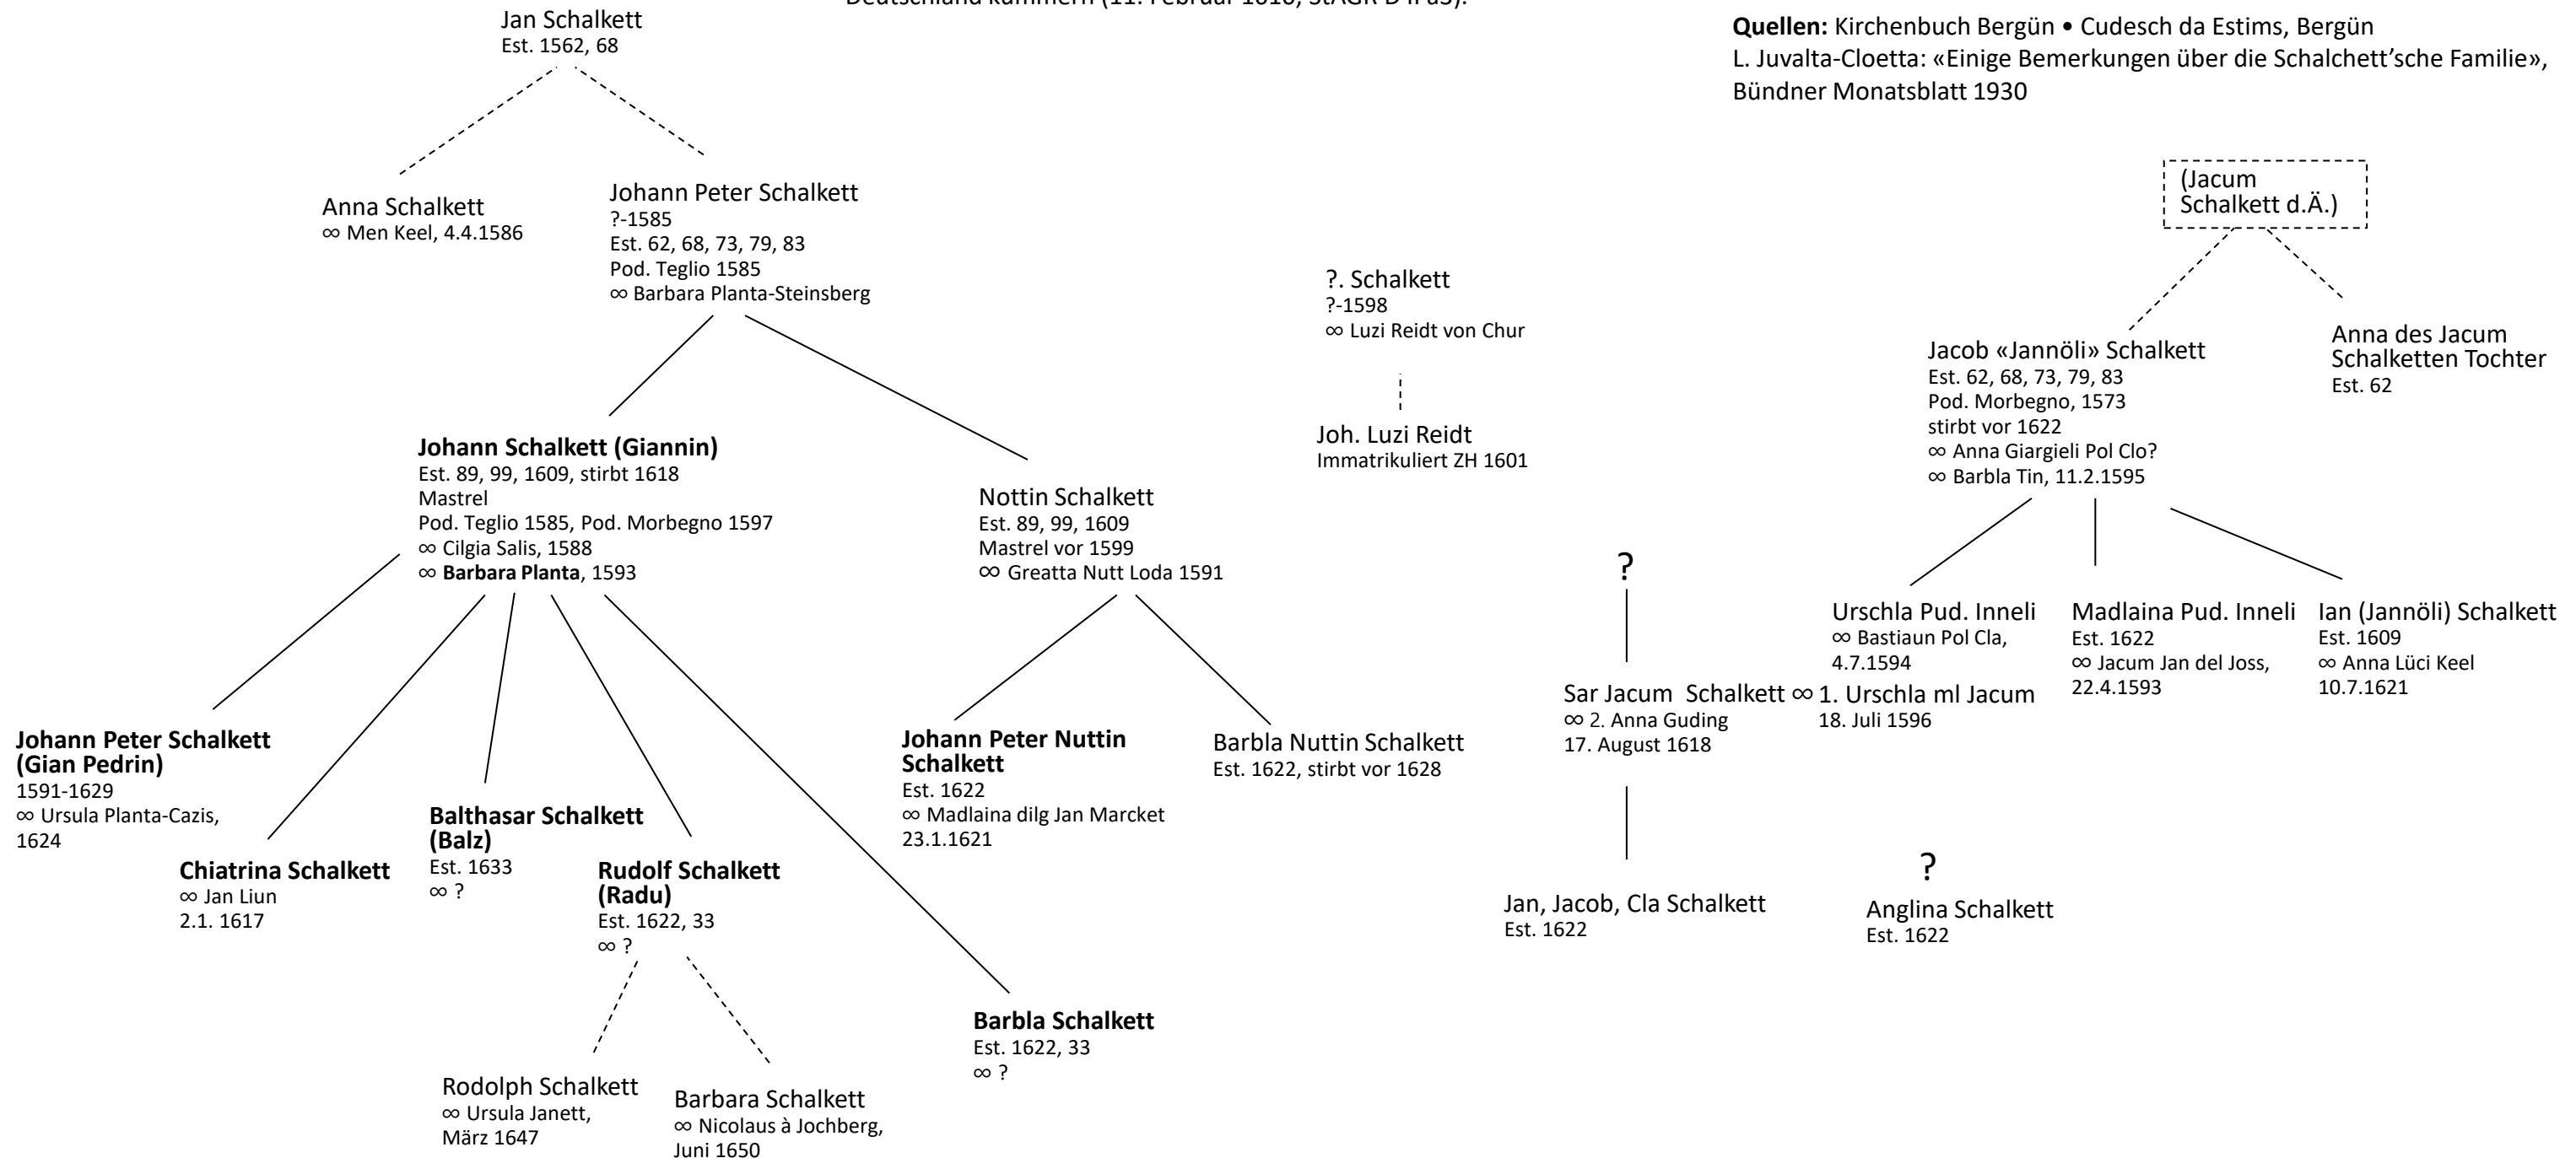 Jan Schalkett
Est. 1562, 68
Quellen: Kirchenbuch Bergün • Cudesch da Estims, Bergün
L. Juvalta-Cloetta: «Einige Bemerkungen über die Schalchett’sche Familie»,
Bündner Monatsblatt 1930
Anna Schalkett
∞ Men Keel, 4.4.1586
Johann Peter Schalkett
?-1585
Est. 62, 68, 73, 79, 83
Pod. Teglio 1585
∞ Barbara Planta-Steinsberg
?. Schalkett
?-1598
∞ Luzi Reidt von Chur
Joh. Luzi Reidt
Immatrikuliert ZH 1601
(Jacum
Schalkett d.Ä.)
Jacob «Jannöli» Schalkett
Est. 62, 68, 73, 79, 83
Pod. Morbegno, 1573
stirbt vor 1622
∞ Anna Giargieli Pol Clo?
∞ Barbla Tin, 11.2.1595
Anna des Jacum
Schalketten Tochter
Est. 62
Johann Schalkett (Giannin)
Est. 89, 99, 1609, stirbt 1618
Mastrel
Pod. Teglio 1585, Pod. Morbegno 1597
∞ Cilgia Salis, 1588
∞ Barbara Planta, 1593
Nottin Schalkett
Est. 89, 99, 1609
Mastrel vor 1599
∞ Greatta Nutt Loda 1591
?
Sar Jacum  Schalkett ∞ 1. Urschla ml Jacum
∞ 2. Anna Guding
17. August 1618
18. Juli 1596
Urschla Pud. Inneli
∞ Bastiaun Pol Cla,
4.7.1594
Madlaina Pud. Inneli
Est. 1622
∞ Jacum Jan del Joss,
22.4.1593
Ian (Jannöli) Schalkett
Est. 1609
∞ Anna Lüci Keel
10.7.1621
Johann Peter Schalkett
(Gian Pedrin)
1591-1629
∞ Ursula Planta-Cazis,
1624
Chiatrina Schalkett
∞ Jan Liun
2.1. 1617
Balthasar Schalkett
(Balz)
Est. 1633
∞ ?
Rudolf Schalkett
(Radu)
Est. 1622, 33
∞ ?
Johann Peter Nuttin
Schalkett
Est. 1622
∞ Madlaina dilg Jan Marcket
23.1.1621
Barbla Nuttin Schalkett
Est. 1622, stirbt vor 1628
Jan, Jacob, Cla Schalkett
Est. 1622
?
Anglina Schalkett
Est. 1622
Barbla Schalkett
Est. 1622, 33
∞ ?
Rodolph Schalkett
∞ Ursula Janett,
März 1647
Barbara Schalkett
∞ Nicolaus à Jochberg,
Juni 1650